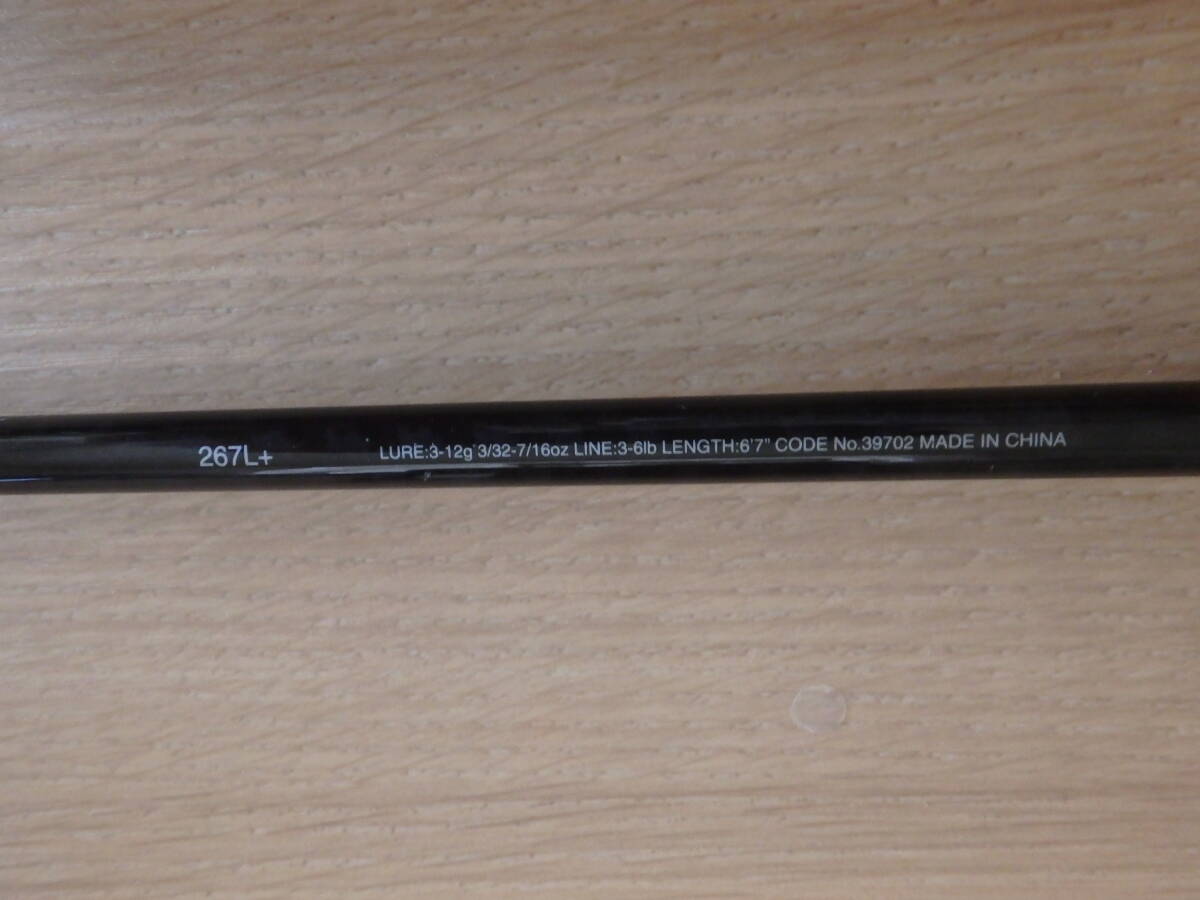 267L+ LURE:3-12g 3/32-7/16oz LINE:3-6lb LENGTH:6'7" CODE No.39702 MADE IN CHINA